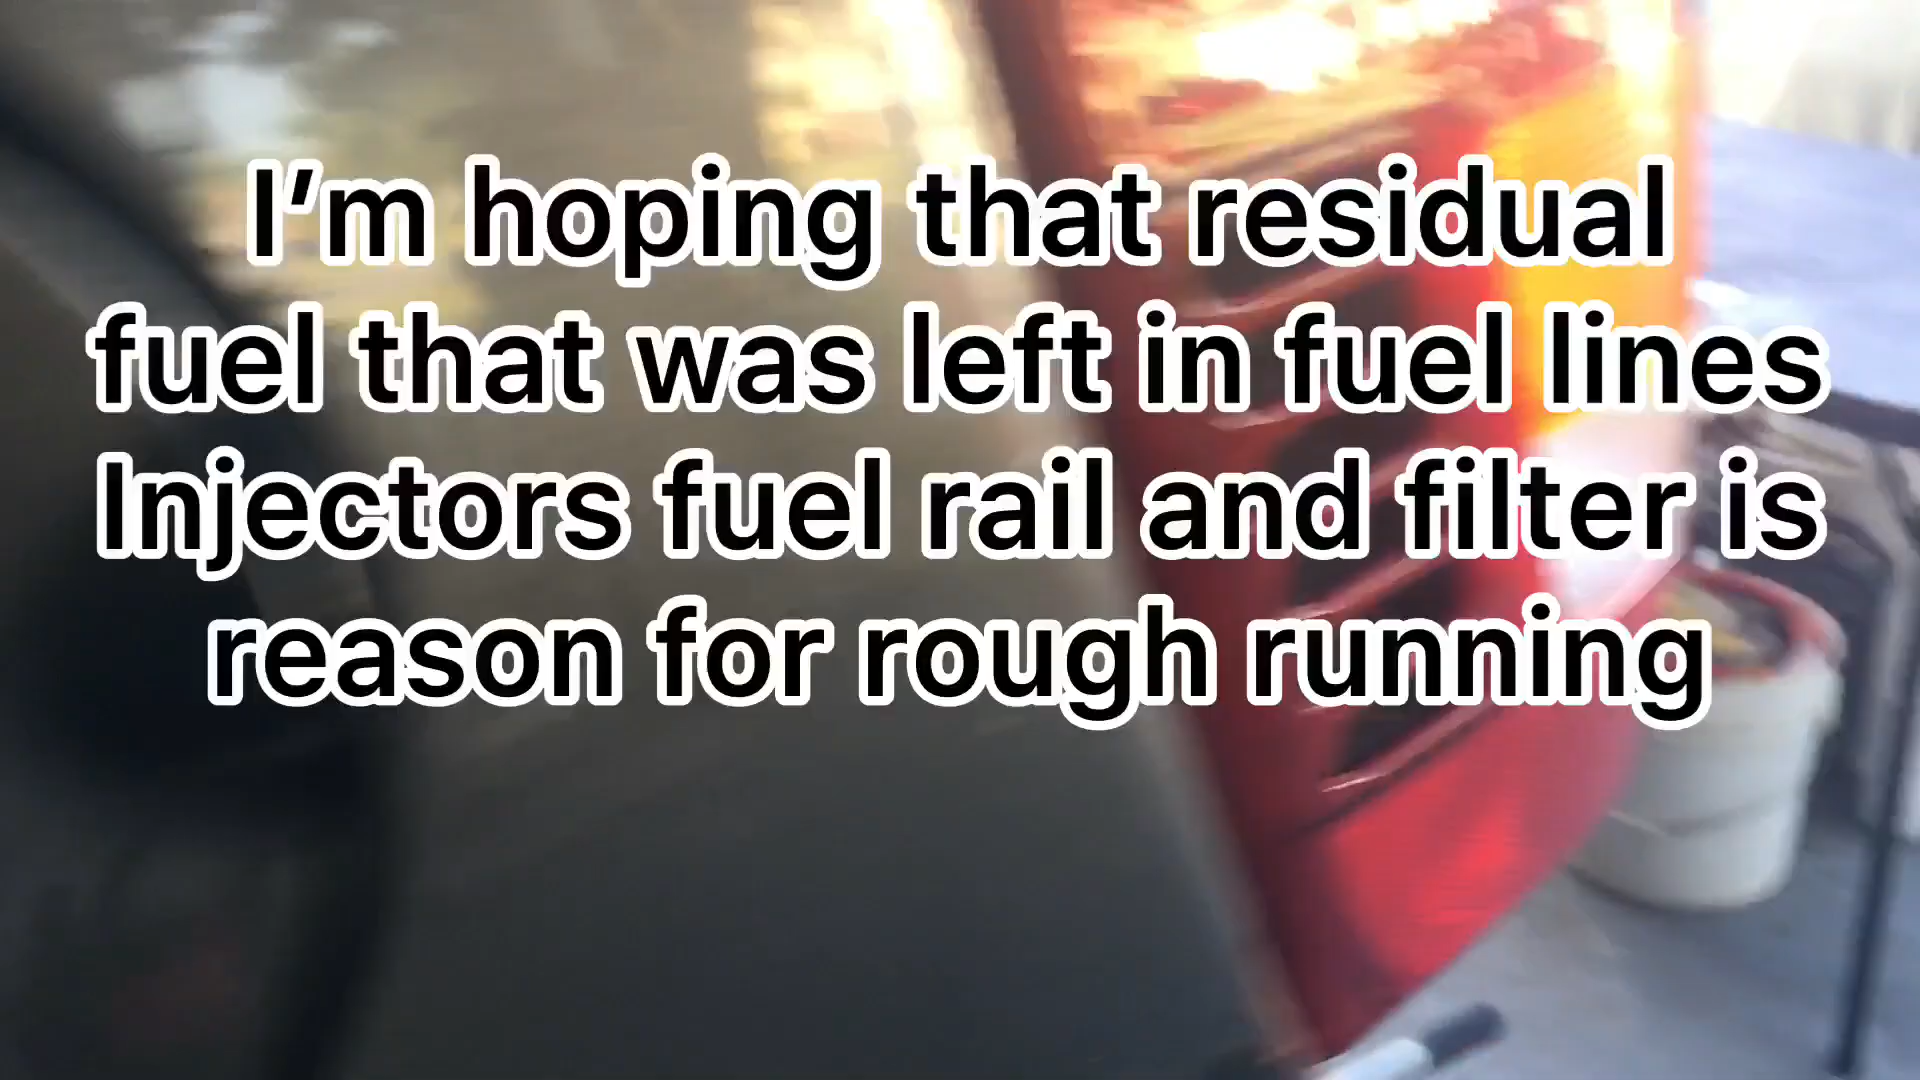 I’m hoping that residual
fuel that was left in fuel lines
Injectors fuel rail and filter is
reason for rough running